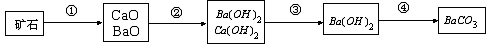 ① ② ③ ④
矿石 CaO BaO Ba(OH)₂ Ca(OH)₂ Ba(OH)₂ BaCO₃